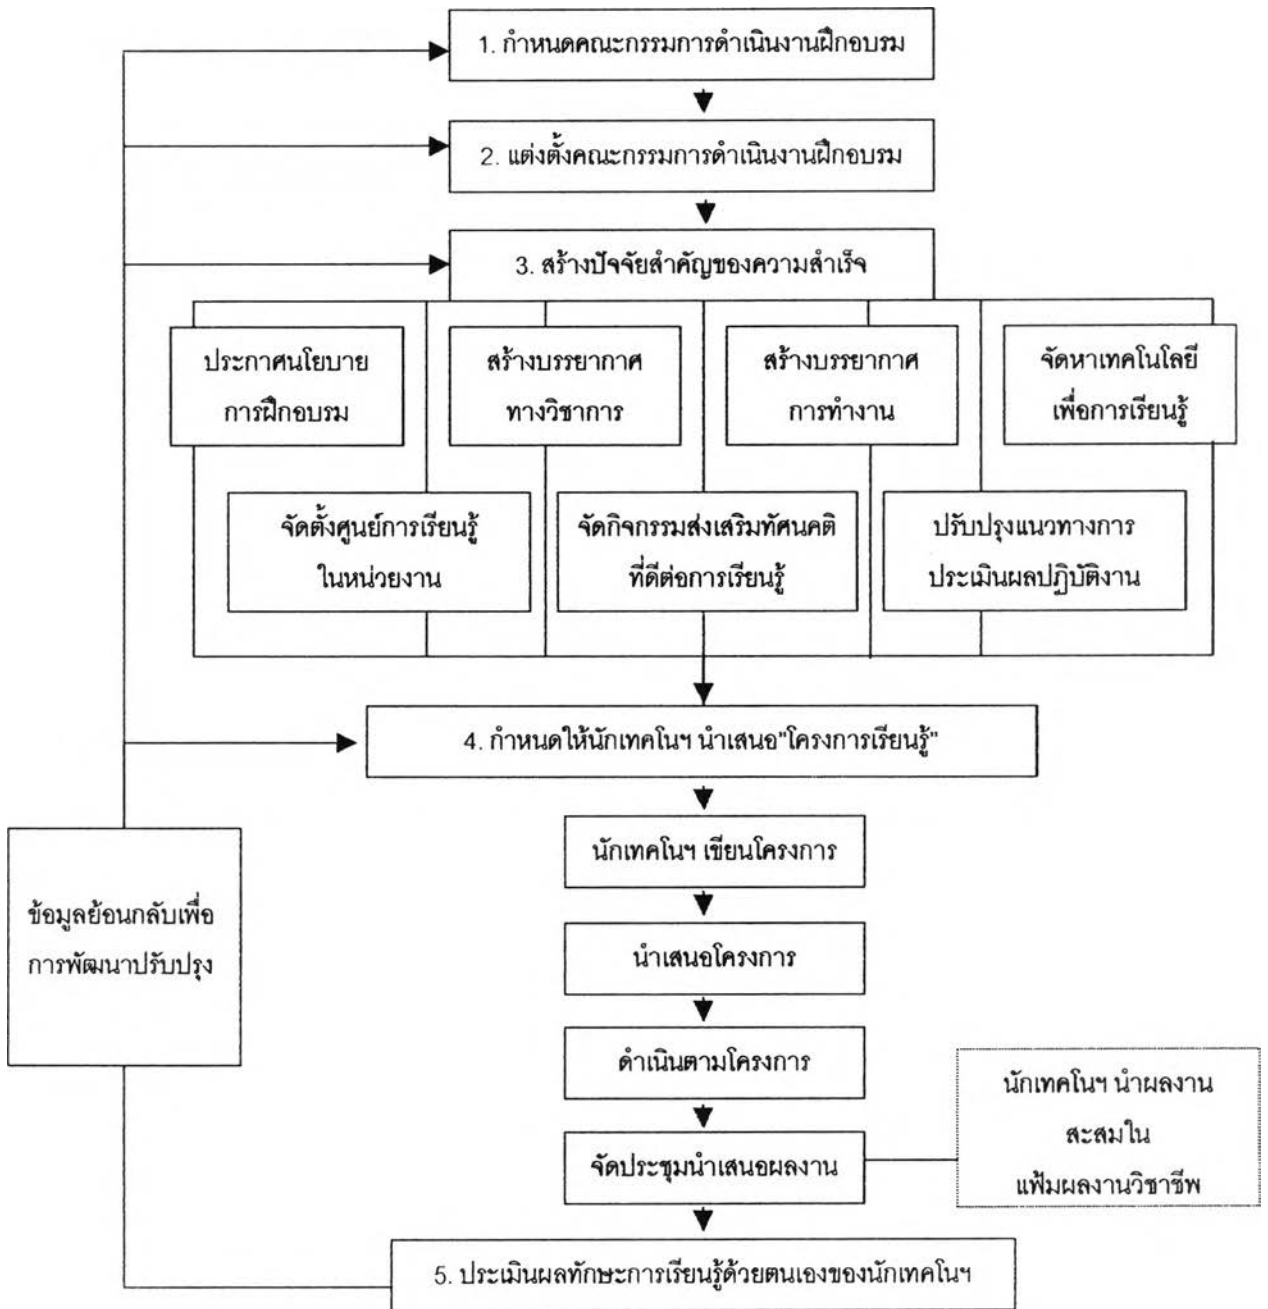 1. กำหนดคณะกรรมการดำเนินงานฝึกอบรม
2. แต่งตั้งคณะกรรมการดำเนินงานฝึกอบรม
3. สร้างปัจจัยสำคัญของความสำเร็จ
ประกาศนโยบาย
การฝึกอบรม
สร้างบรรยากาศ
ทางวิชาการ
สร้างบรรยากาศ
การทำงาน
จัดหาเทคโนโลยี
เพื่อการเรียนรู้
จัดตั้งศูนย์การเรียนรู้
ในหน่วยงาน
จัดกิจกรรมส่งเสริมทัศนคติ
ที่ดีต่อการเรียนรู้
ปรับปรุงแนวทางการ
ประเมินผลปฏิบัติงาน
4. กำหนดให้นักเทคโนฯ นำเสนอ"โครงการเรียนรู้"
นักเทคโนฯ เขียนโครงการ
ข้อมูลย้อนกลับเพื่อ
การพัฒนาปรับปรุง
นำเสนอโครงการ
ดำเนินตามโครงการ
จัดประชุมนำเสนอผลงาน
นักเทคโนฯ นำผลงาน
สะสมใน
แฟ้มผลงานวิชาชีพ
5. ประเมินผลทักษะการเรียนรู้ด้วยตนเองของนักเทคโนฯ